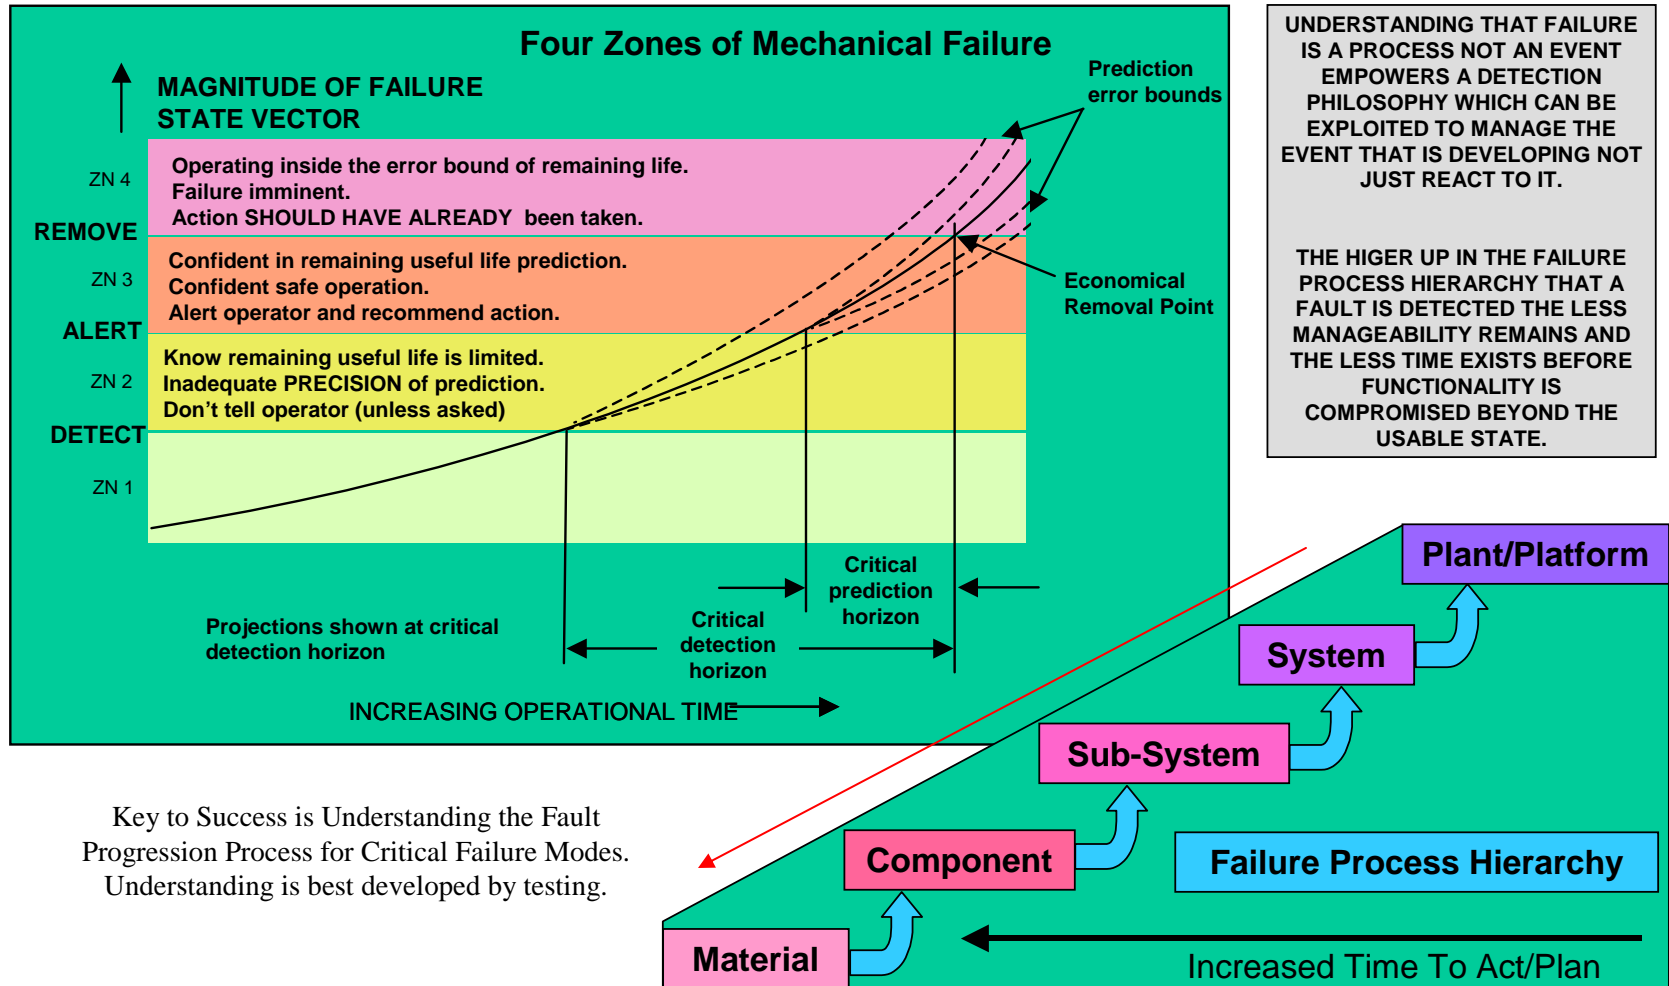 Four Zones of Mechanical Failure
MAGNITUDE OF FAILURE
STATE VECTOR
Prediction
error bounds
ZN 4
Operating inside the error bound of remaining life.
Failure imminent.
Action SHOULD HAVE ALREADY been taken.
REMOVE
ZN 3
Confident in remaining useful life prediction.
Confident safe operation.
Alert operator and recommend action.
Economical
Removal Point
ALERT
ZN 2
Know remaining useful life is limited.
Inadequate PRECISION of prediction.
Don't tell operator (unless asked)
DETECT
ZN 1
Critical
prediction
horizon
Critical
detection
horizon
Projections shown at critical
detection horizon
INCREASING OPERATIONAL TIME
UNDERSTANDING THAT FAILURE
IS A PROCESS NOT AN EVENT
EMPOWERS A DETECTION
PHILOSOPHY WHICH CAN BE
EXPLOITED TO MANAGE THE
EVENT THAT IS DEVELOPING NOT
JUST REACT TO IT.
THE HIGER UP IN THE FAILURE
PROCESS HIERARCHY THAT A
FAULT IS DETECTED THE LESS
MANAGEABILITY REMAINS AND
THE LESS TIME EXISTS BEFORE
FUNCTIONALITY IS
COMPROMISED BEYOND THE
USABLE STATE.
Plant/Platform
System
Sub-System
Component
Material
Failure Process Hierarchy
Increased Time To Act/Plan
Key to Success is Understanding the Fault
Progression Process for Critical Failure Modes.
Understanding is best developed by testing.